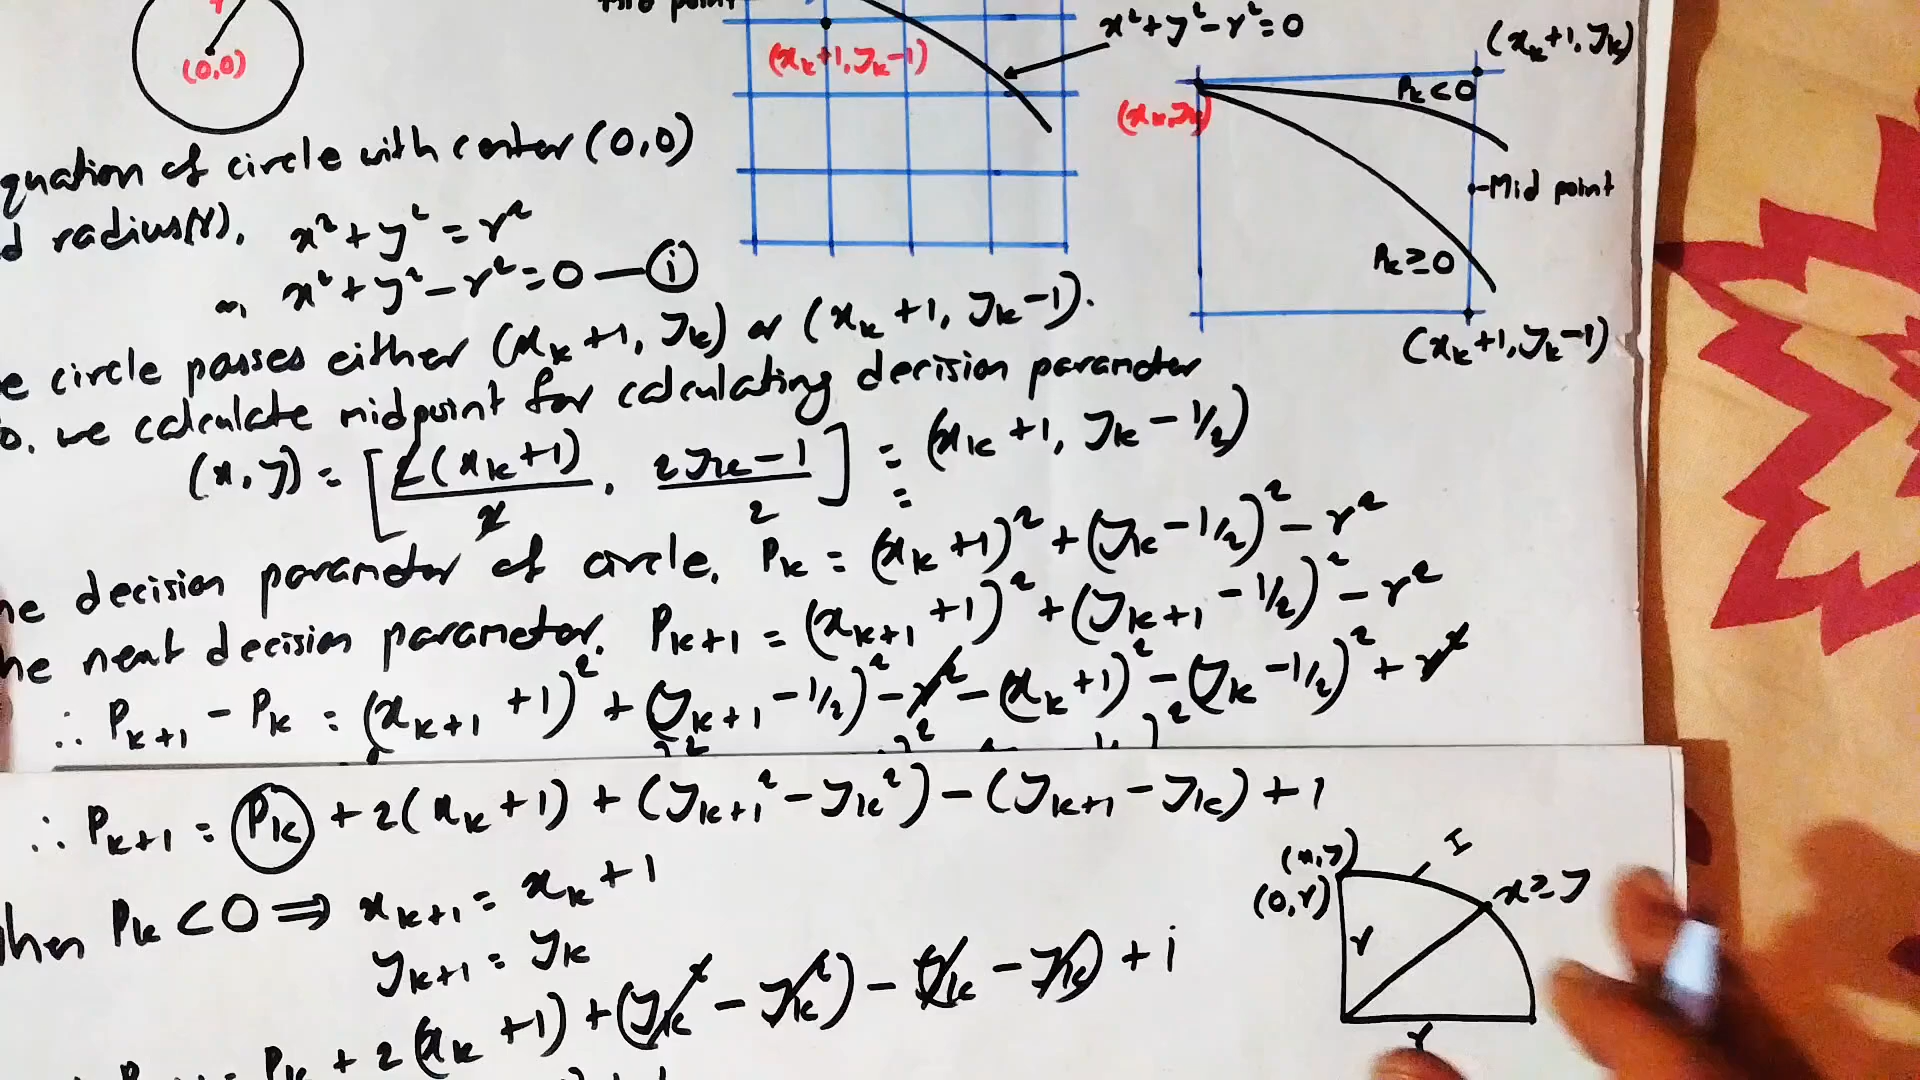 r
(0,0)
Mid point
(xₖ+1, yₖ-1)
x²+y²-r²=0
(xₖ+1, yₖ)
Pₖ<0
(xₖ,yₖ)
Mid point
Pₖ≥0
(xₖ+1, yₖ-1)
quation of circle with center (0,0)
d radius(r), x²+y²=r²
or, x²+y²-r²=0 — (i)
e circle passes either (xₖ+1, yₖ) or (xₖ+1, yₖ-1).
o, we calculate midpoint for calculating decision parameter
(x,y) = [2(xₖ+1)/2, 2yₖ-1/2] = (xₖ+1, yₖ-1/2)
=
he decision parameter of circle, Pₖ = (xₖ+1)²+(yₖ-1/2)²-r²
he next decision parameter, Pₖ₊₁ = (xₖ₊₁+1)²+(yₖ₊₁-1/2)²-r²
∴ Pₖ₊₁-Pₖ = (xₖ₊₁+1)²+(yₖ₊₁-1/2)²-r²-(xₖ+1)²-(yₖ-1/2)²+r²
∴ Pₖ₊₁ = Pₖ+2(xₖ+1)+(yₖ₊₁²-yₖ²)-(yₖ₊₁-yₖ)+1
When Pₖ<0 ⇒ xₖ₊₁ = xₖ+1
yₖ₊₁ = yₖ
Pₖ+2(xₖ+1)+(yₖ²-yₖ²)-(yₖ-yₖ)+1
(x,y)
(0,r)
I
x≥y
r
r